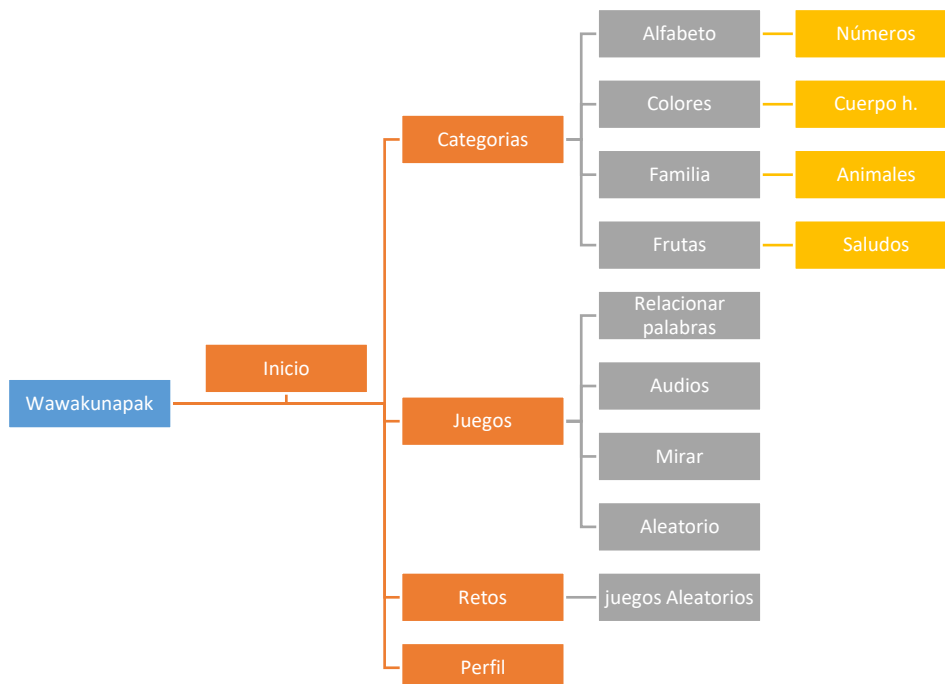 Alfabeto
Números
Colores
Cuerpo h.
Categorias
Familia
Animales
Frutas
Saludos
Relacionar
palabras
Inicio
Audios
Wawakunapak
Juegos
Mirar
Aleatorio
Retos
juegos Aleatorios
Perfil